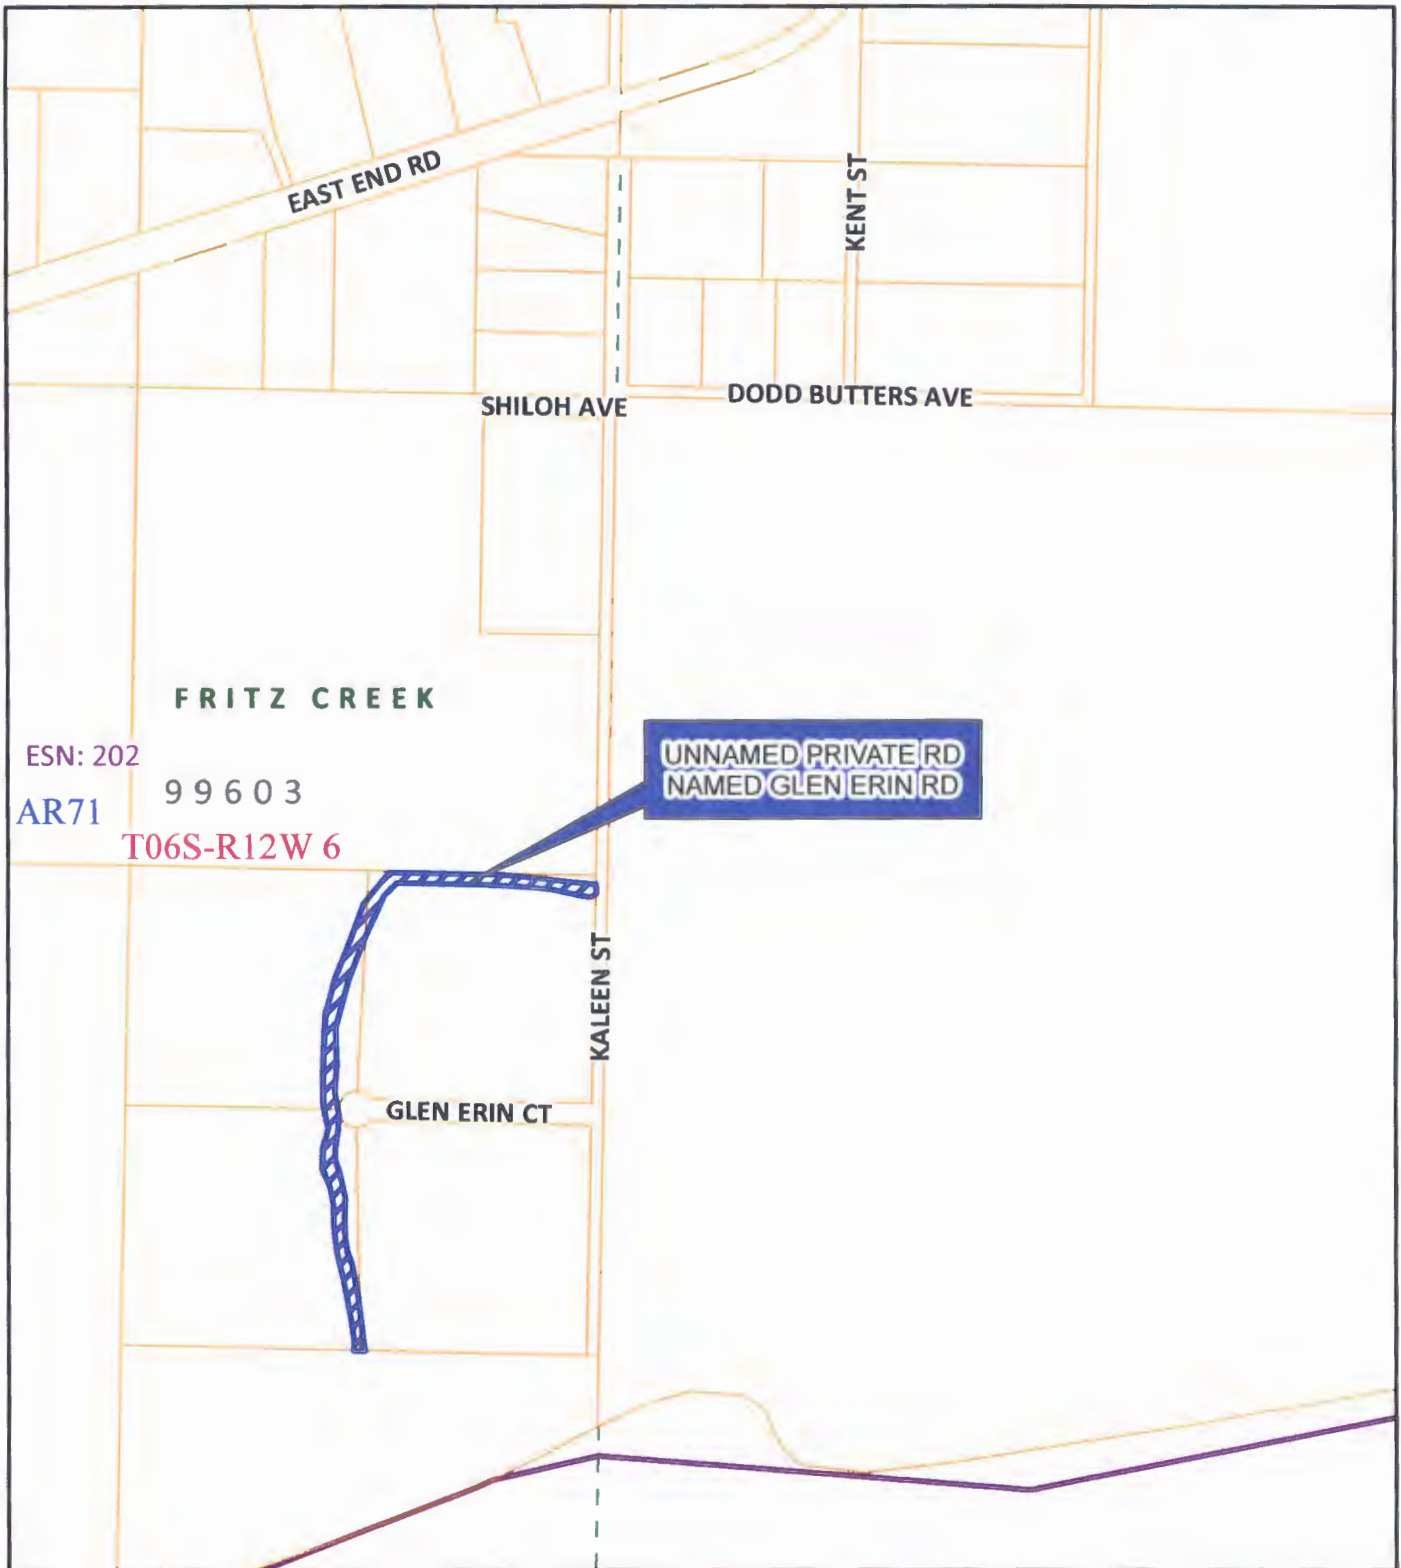 EAST END RD
KENT ST
SHILOH AVE
DODD BUTTERS AVE
FRITZ CREEK
ESN: 202
99603
AR71
T06S-R12W 6
UNNAMED PRIVATE RD
NAMED GLEN ERIN RD
KALEEN ST
GLEN ERIN CT